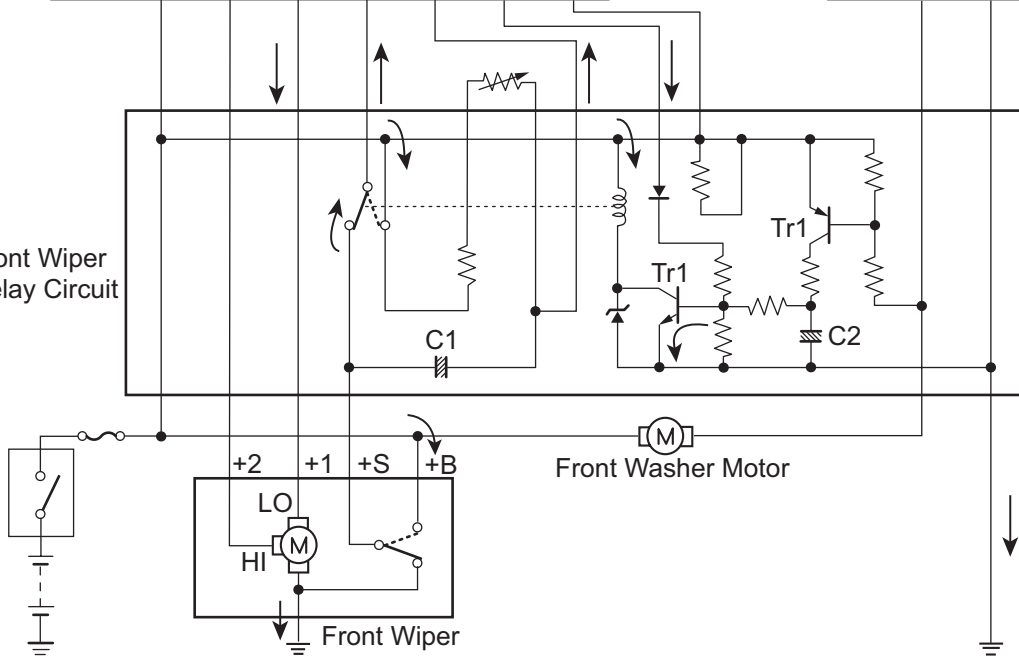 Tr1
ont Wiper
Tr1
elay Circuit
C2
C1
+2
+1
+S
+B
M
Front Washer Motor
LO
M
HI
Front Wiper